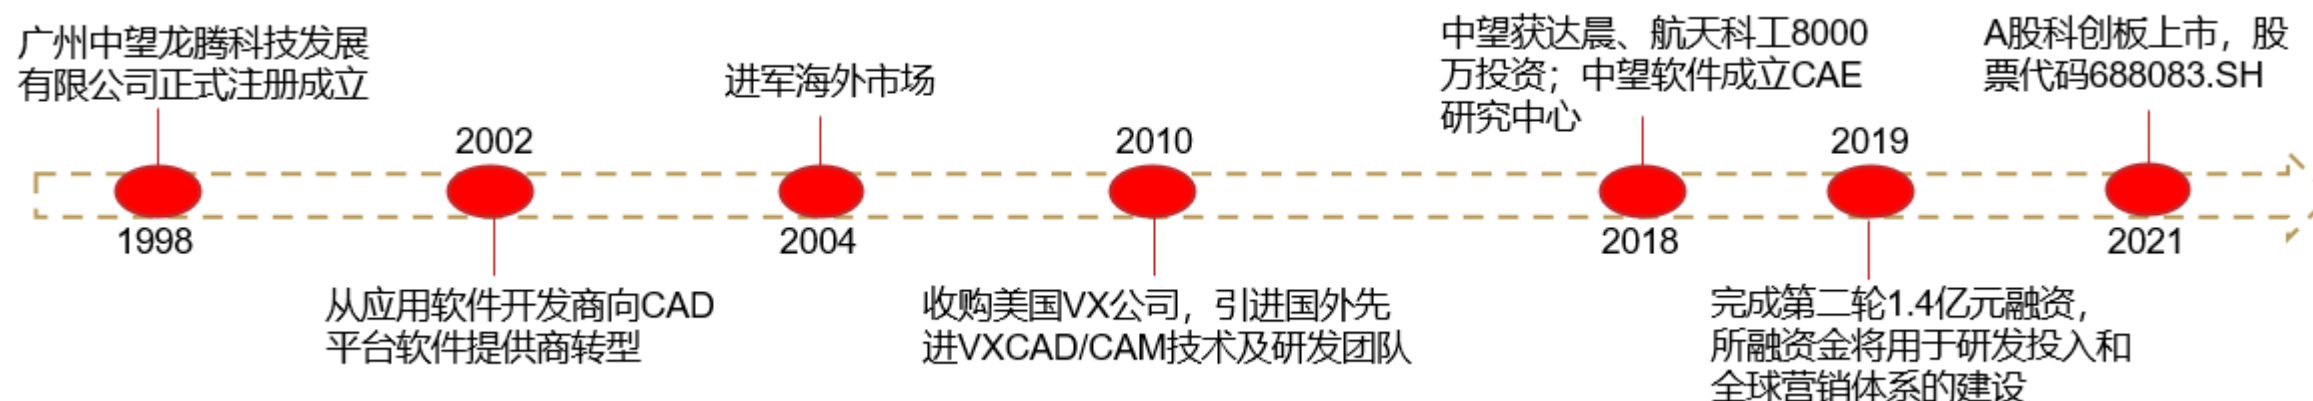 广州中望龙腾科技发展
有限公司正式注册成立
1998
2002
从应用软件开发商向CAD
平台软件提供商转型
进军海外市场
2004
2010
收购美国VX公司，引进国外先
进VXCAD/CAM技术及研发团队
中望获达晨、航天科工8000
万投资；中望软件成立CAE
研究中心
2018
2019
完成第二轮1.4亿元融资，
所融资金将用于研发投入和
全球营销体系的建设
A股科创板上市，股
票代码688083.SH
2021